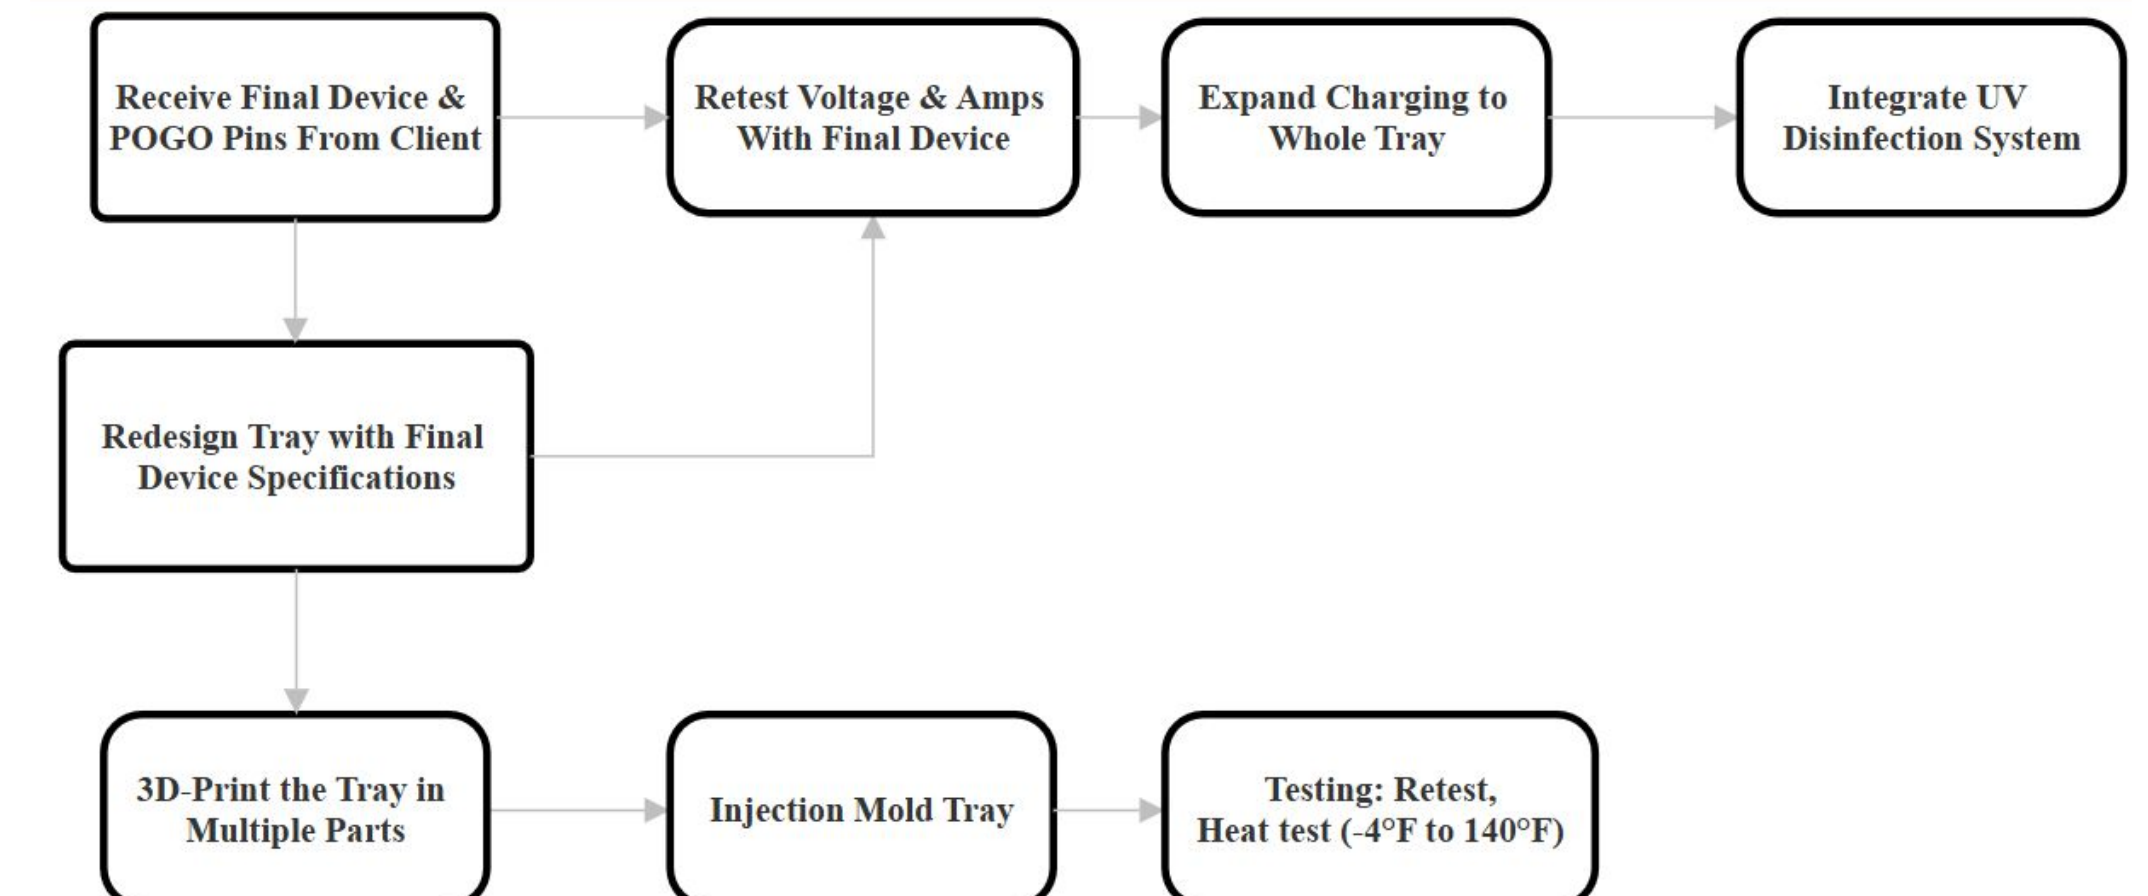 Receive Final Device &
POGO Pins From Client
Retest Voltage & Amps
With Final Device
Expand Charging to
Whole Tray
Integrate UV
Disinfection System
Redesign Tray with Final
Device Specifications
3D-Print the Tray in
Multiple Parts
Injection Mold Tray
Testing: Retest,
Heat test (-4°F to 140°F)